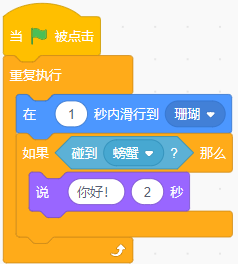 当 被点击
重复执行
在 1 秒内滑行到 珊瑚
如果 碰到 螃蟹 ? 那么
说 你好! 2 秒